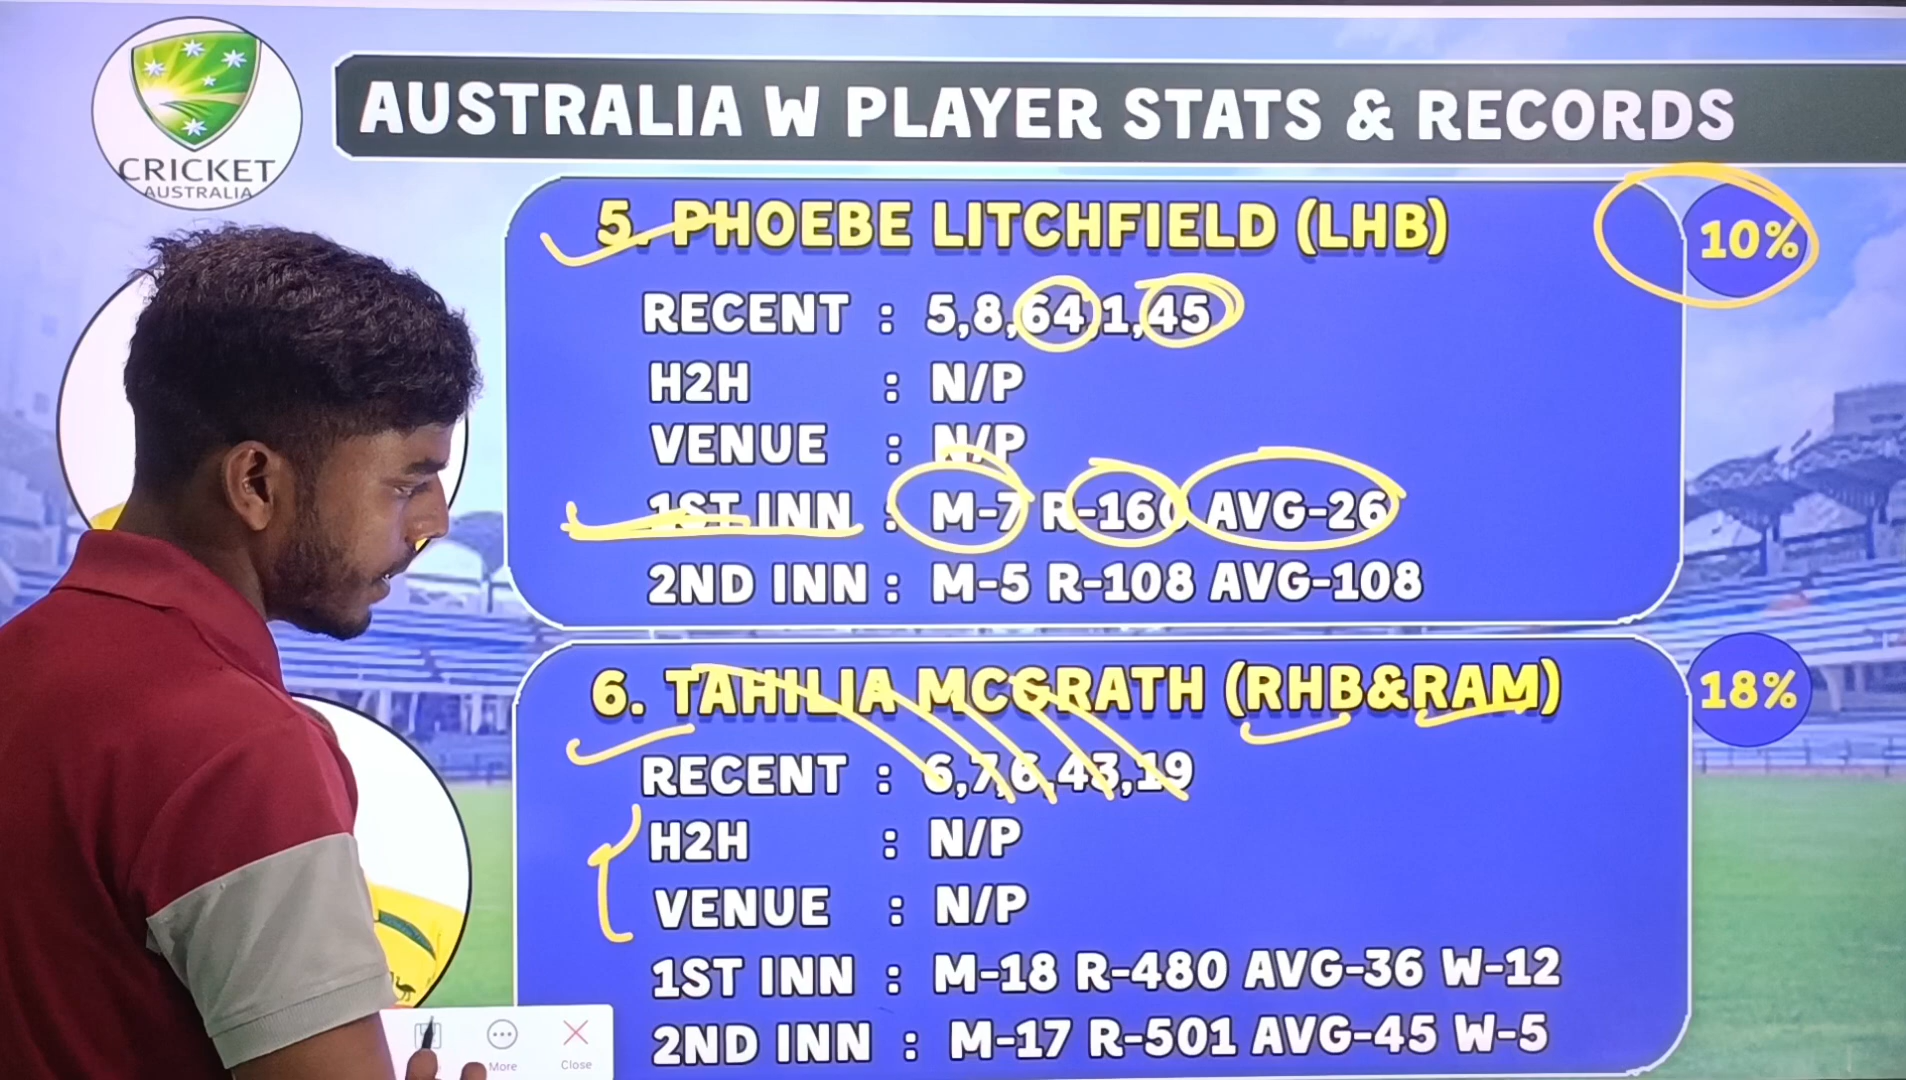 CRICKET
AUSTRALIA
AUSTRALIA W PLAYER STATS & RECORDS
5. PHOEBE LITCHFIELD (LHB)
10%
RECENT : 5,8,64,1,45
H2H : N/P
VENUE : N/P
1ST INN : M-7 R-160 AVG-26
2ND INN : M-5 R-108 AVG-108
6. TAHILIA MCGRATH (RHB&RAM)
18%
RECENT : 6,7,6,43,19
H2H : N/P
VENUE : N/P
1ST INN : M-18 R-480 AVG-36 W-12
2ND INN : M-17 R-501 AVG-45 W-5
More
Close